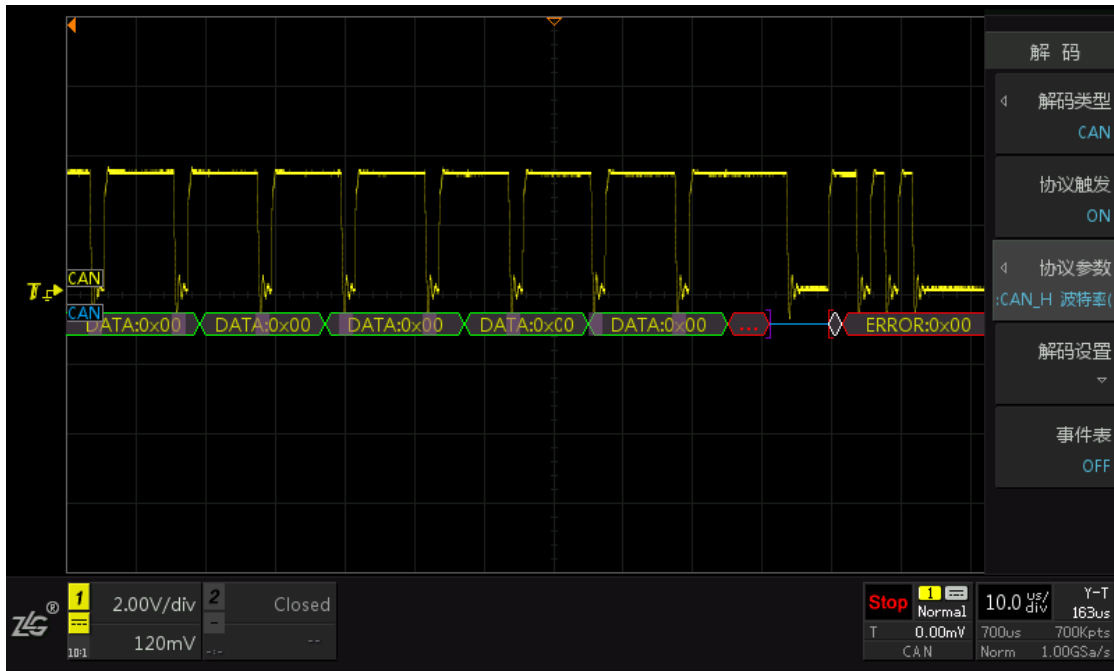 解 码
解码类型
CAN
协议触发
ON
协议参数
:CAN_H 波特率(
解码设置
事件表
OFF
CAN
T
CAN
DATA:0x00 DATA:0x00 DATA:0x00 DATA:0x00 DATA:0x00 ... ERROR:0x00
ZLG®
1 2.00V/div
10:1 120mV
2 Closed
-:- --
Stop 1 Normal
T 0.00mV
CAN
10.0 us/div Y-T
163us
700us 700Kpts
Norm 1.00GSa/s